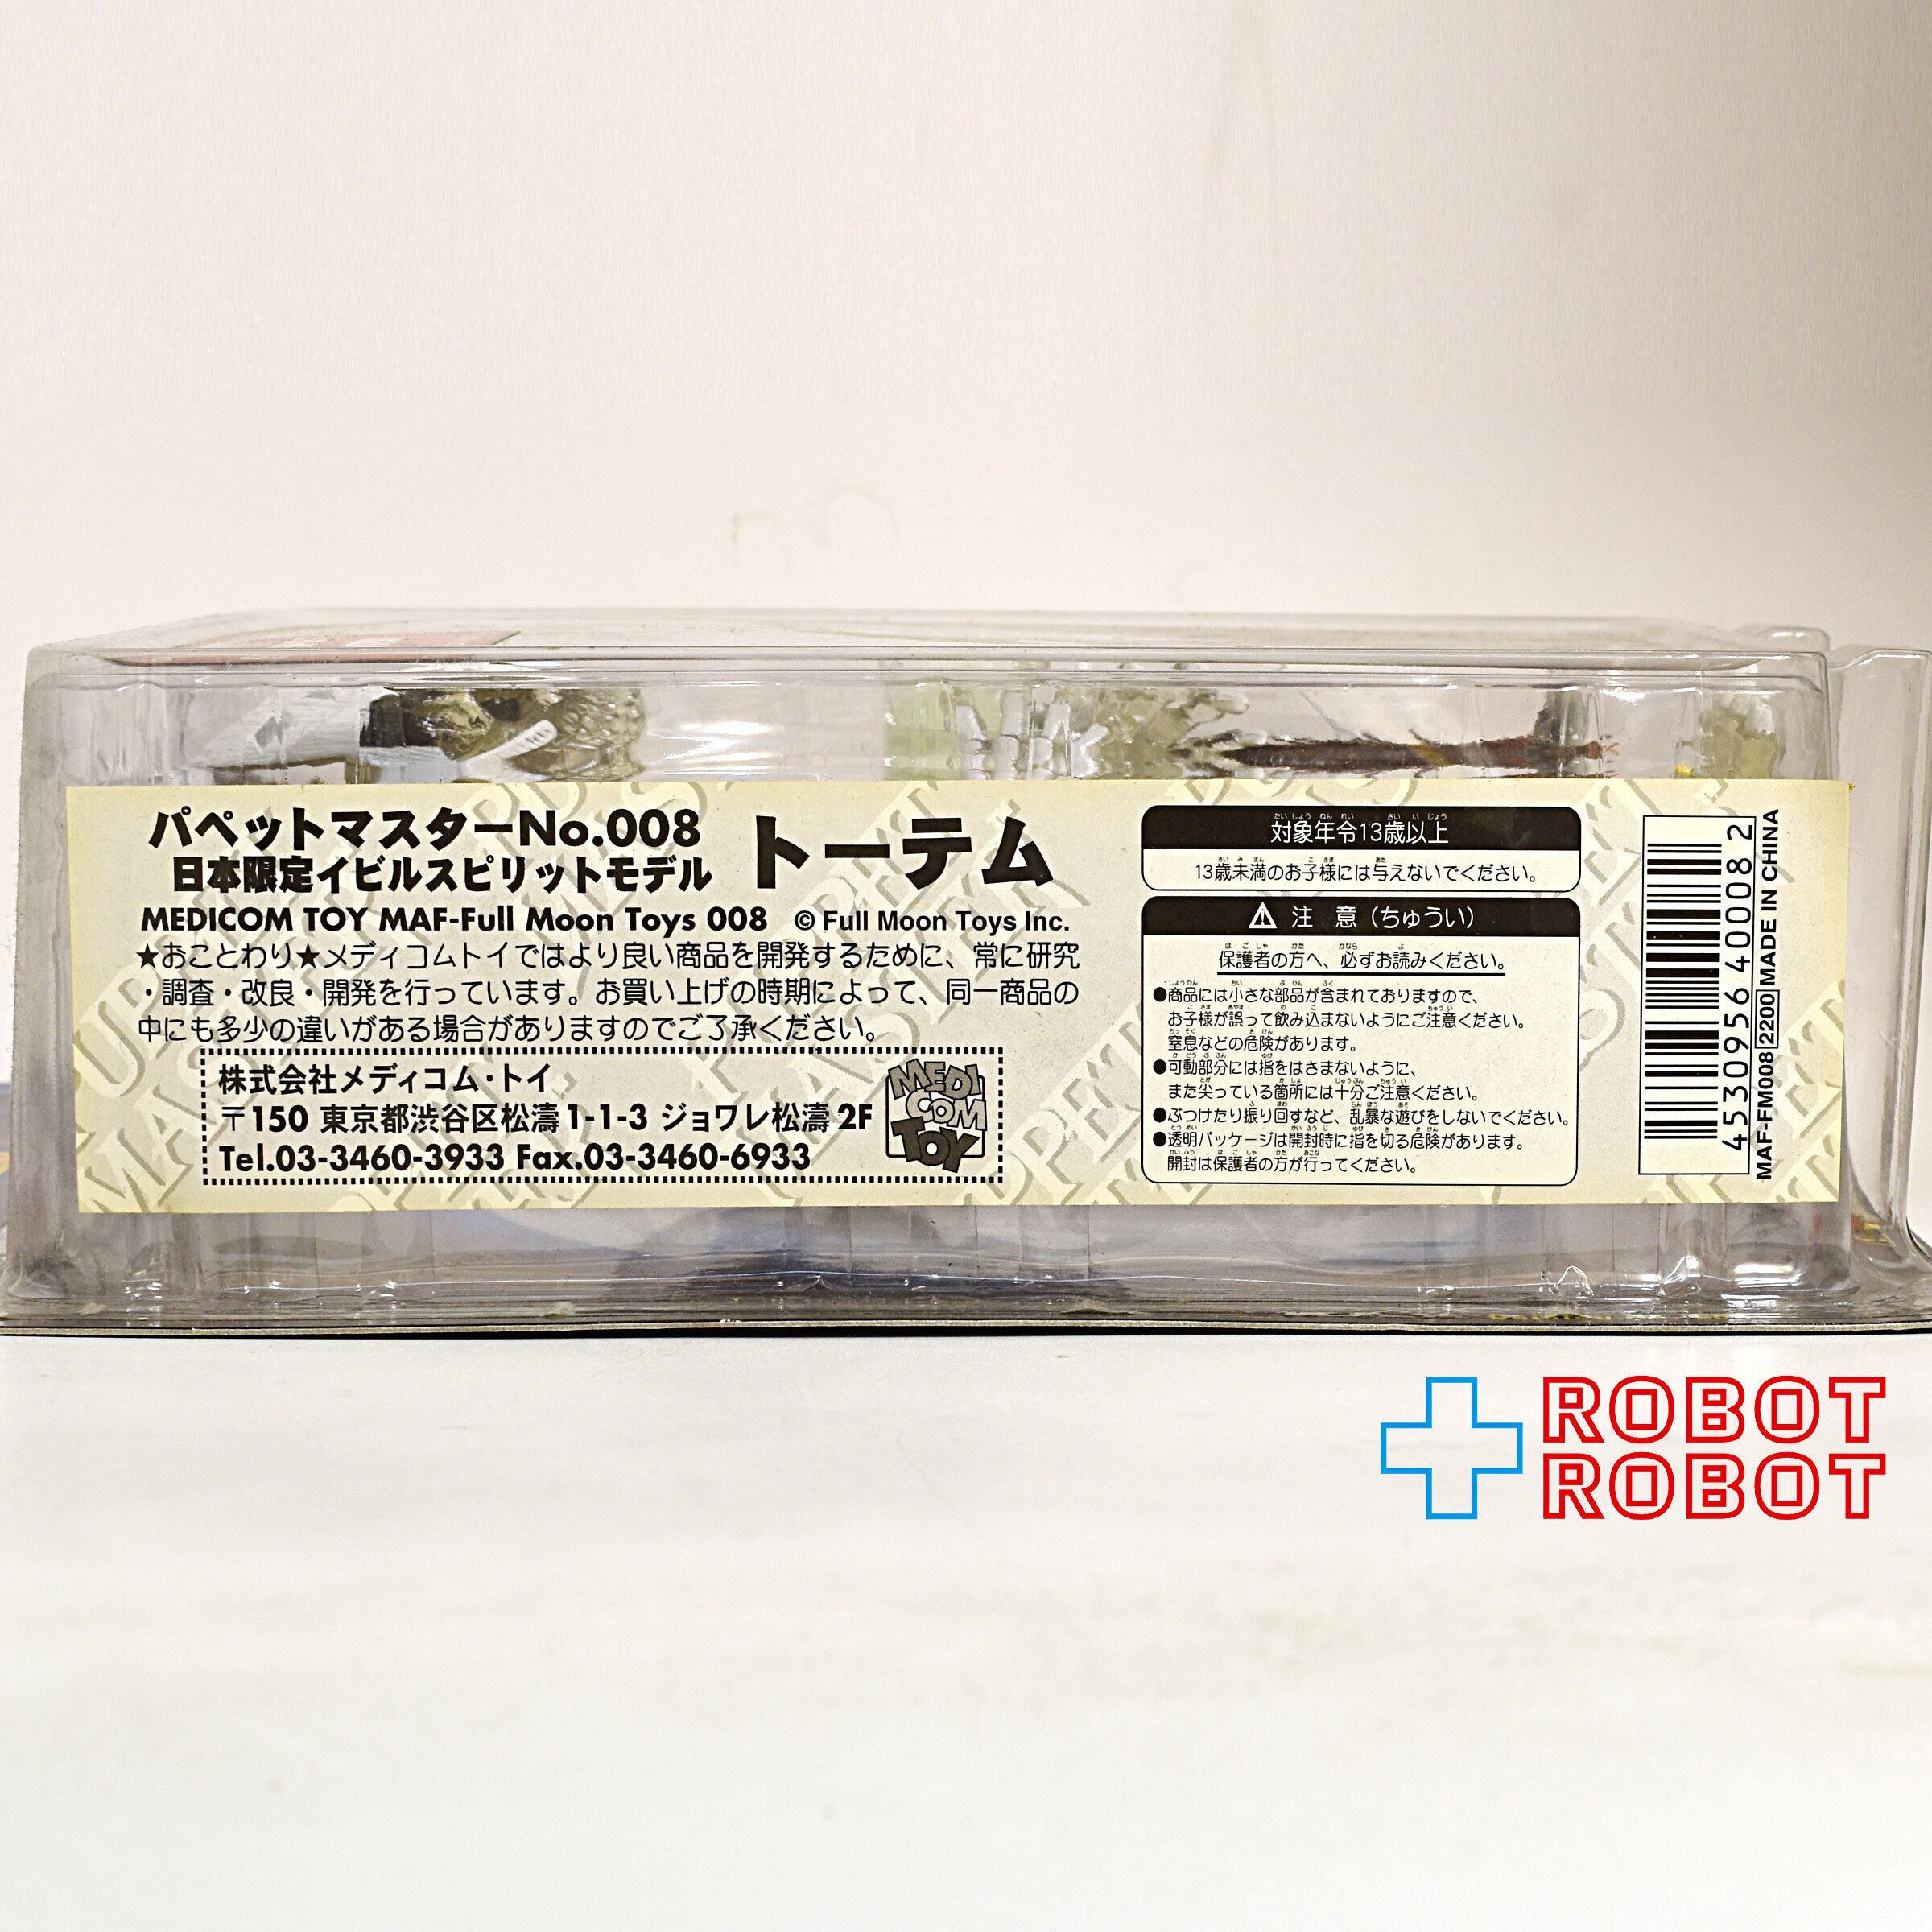 パペットマスターNo.008
日本限定イビルスピリットモデル
トーテム
MEDICOM TOY MAF-Full Moon Toys 008 © Full Moon Toys Inc.
★おことわり★メディコムトイではより良い商品を開発するために、常に研究
・調査・改良・開発を行っています。お買い上げの時期によって、同一商品の
中にも多少の違いがある場合がありますのでご了承ください。
株式会社メディコム・トイ
〒150 東京都渋谷区松濤1-1-3 ジョワレ松濤2F
Tel.03-3460-3933 Fax.03-3460-6933
MEDI
COM
TOY
対象年令13歳以上
13歳未満のお子様には与えないでください。
⚠ 注 意（ちゅうい）
保護者の方へ、必ずお読みください。
●商品には小さな部品が含まれておりますので、
お子様が誤って飲み込まないようにご注意ください。
窒息などの危険があります。
●可動部分には指をはさまないように、
また尖っている箇所には十分ご注意ください。
●ぶつけたり振り回すなど、乱暴な遊びをしないでください。
●透明パッケージは開封時に指を切る危険があります。
開封は保護者の方が行ってください。
4530956400082
MAF-FM008 2200 MADE IN CHINA
ROBOT
ROBOT